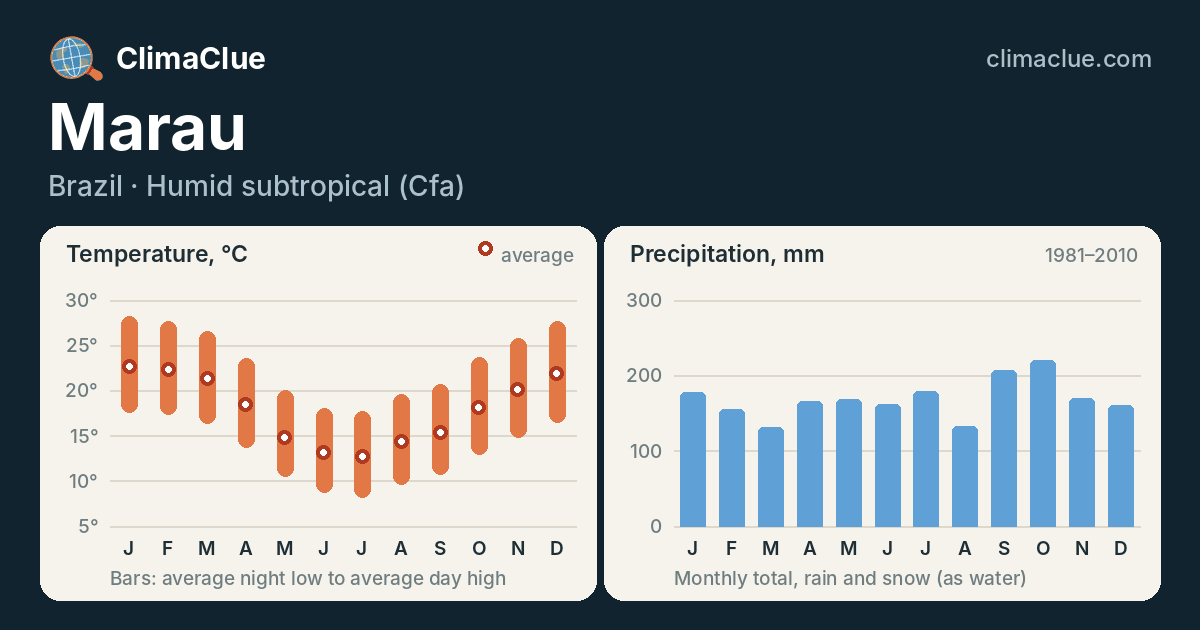 ClimaClue
climaclue.com
Marau
Brazil · Humid subtropical (Cfa)
Temperature, °C
average
30°
25°
20°
15°
10°
5°
J F M A M J J A S O N D
Bars: average night low to average day high
Precipitation, mm
1981–2010
300
200
100
0
J F M A M J J A S O N D
Monthly total, rain and snow (as water)